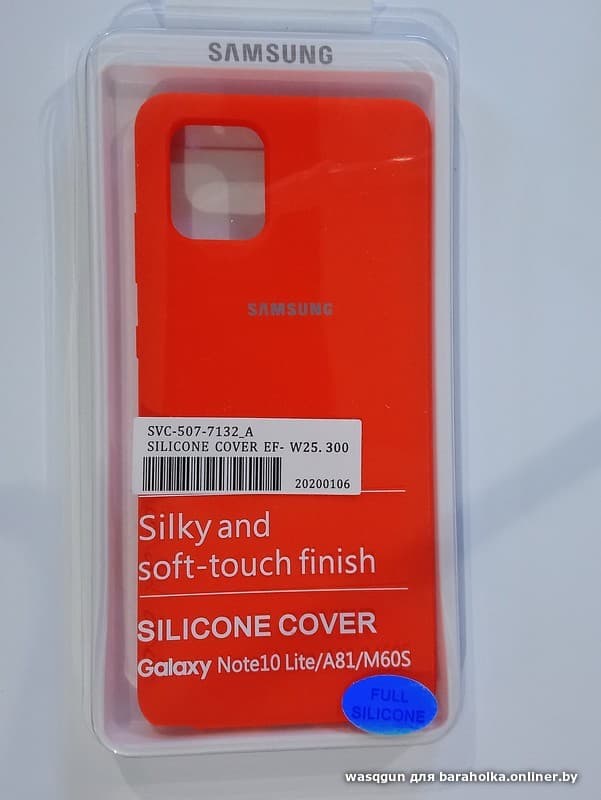 SAMSUNG
SAMSUNG
SVC-507-7132_A
SILICONE COVER EF- W25.300
20200106
Silky and
soft-touch finish
SILICONE COVER
Galaxy Note10 Lite/A81/M60S
FULL
SILICONE
wasqgun для baraholka.onliner.by